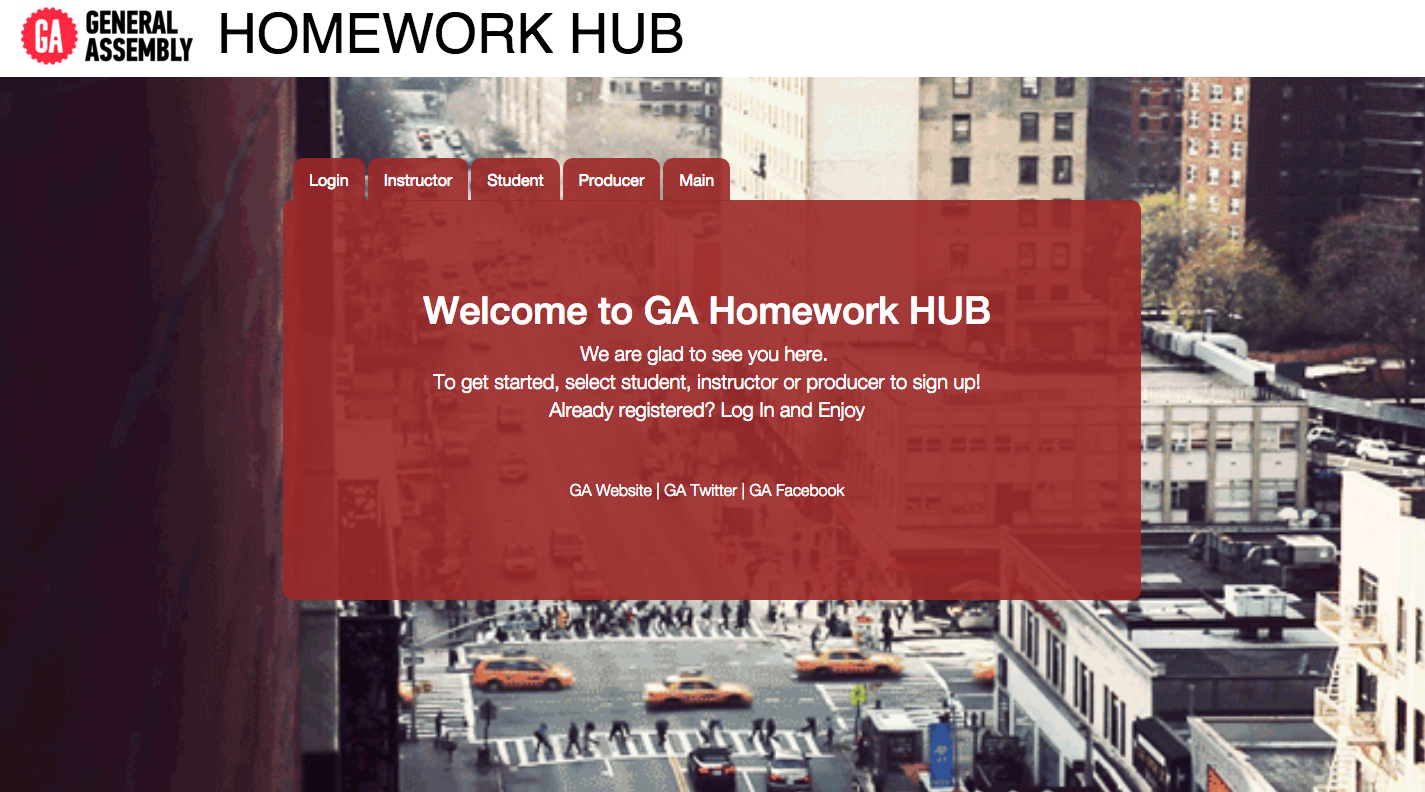 GA GENERAL ASSEMBLY HOMEWORK HUB
Login Instructor Student Producer Main
Welcome to GA Homework HUB
We are glad to see you here.
To get started, select student, instructor or producer to sign up!
Already registered? Log In and Enjoy
GA Website | GA Twitter | GA Facebook